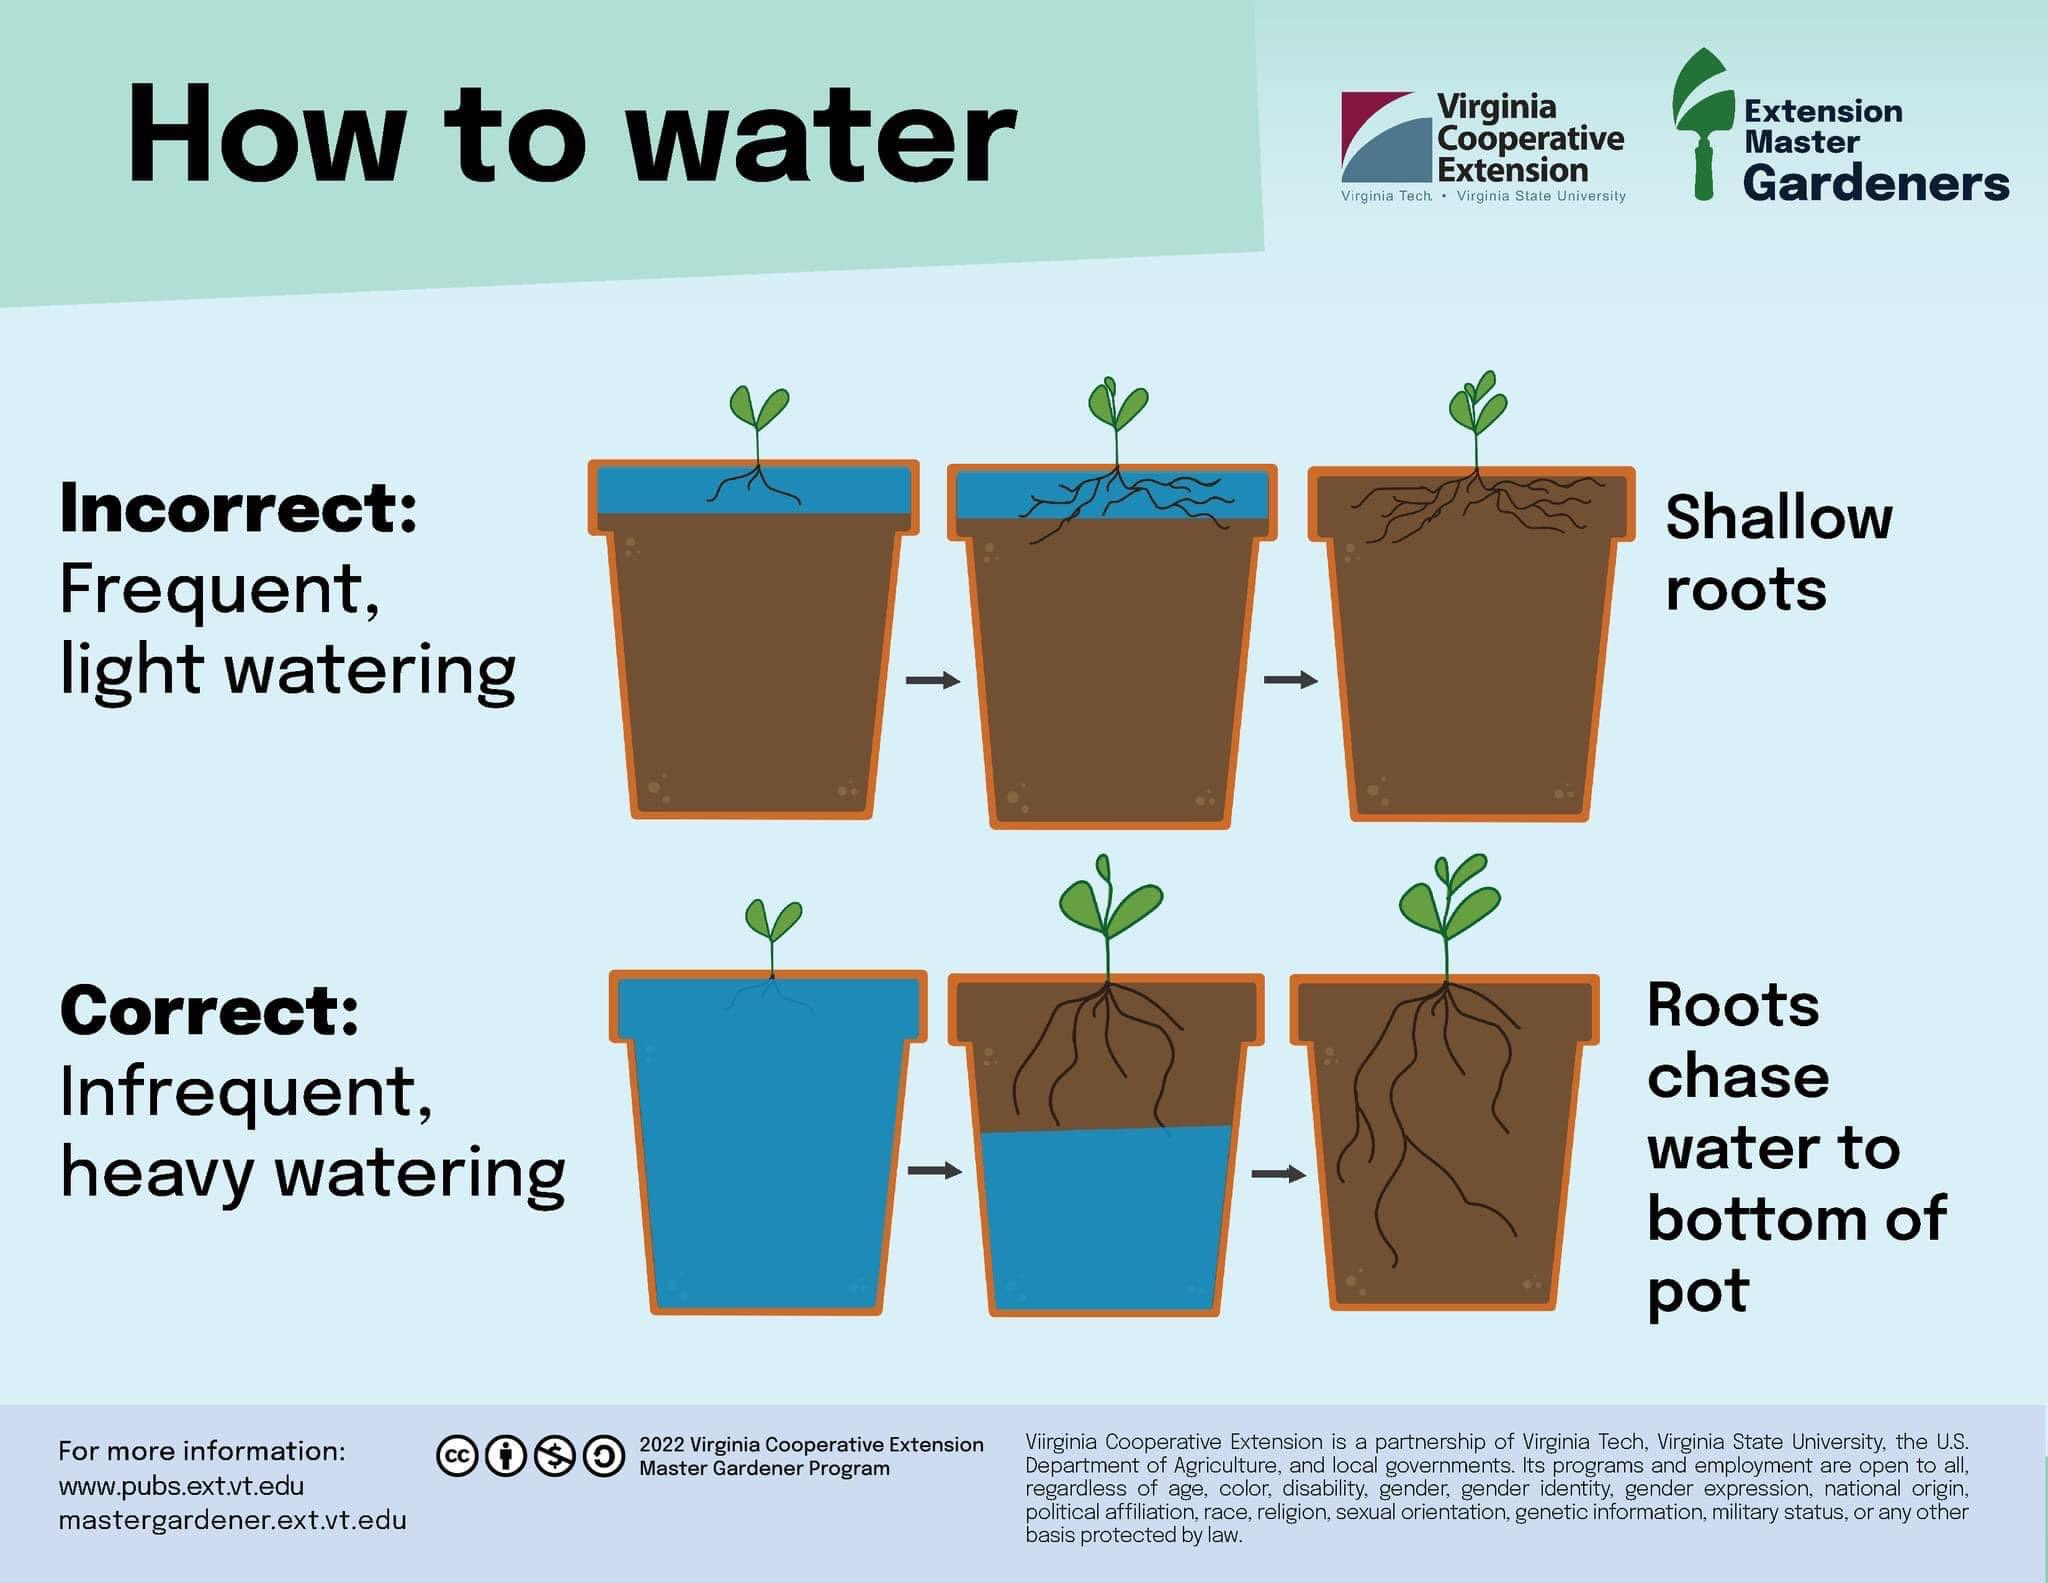 How to water
Virginia
Cooperative
Extension
Virginia Tech. • Virginia State University
Extension
Master
Gardeners
Incorrect:
Frequent,
light watering
Shallow
roots
Correct:
Infrequent,
heavy watering
Roots
chase
water to
bottom of
pot
For more information:
www.pubs.ext.vt.edu
mastergardener.ext.vt.edu
cc
2022 Virginia Cooperative Extension
Master Gardener Program
Viirginia Cooperative Extension is a partnership of Virginia Tech, Virginia State University, the U.S.
Department of Agriculture, and local governments. Its programs and employment are open to all,
regardless of age, color, disability, gender, gender identity, gender expression, national origin,
political affiliation, race, religion, sexual orientation, genetic information, military status, or any other
basis protected by law.